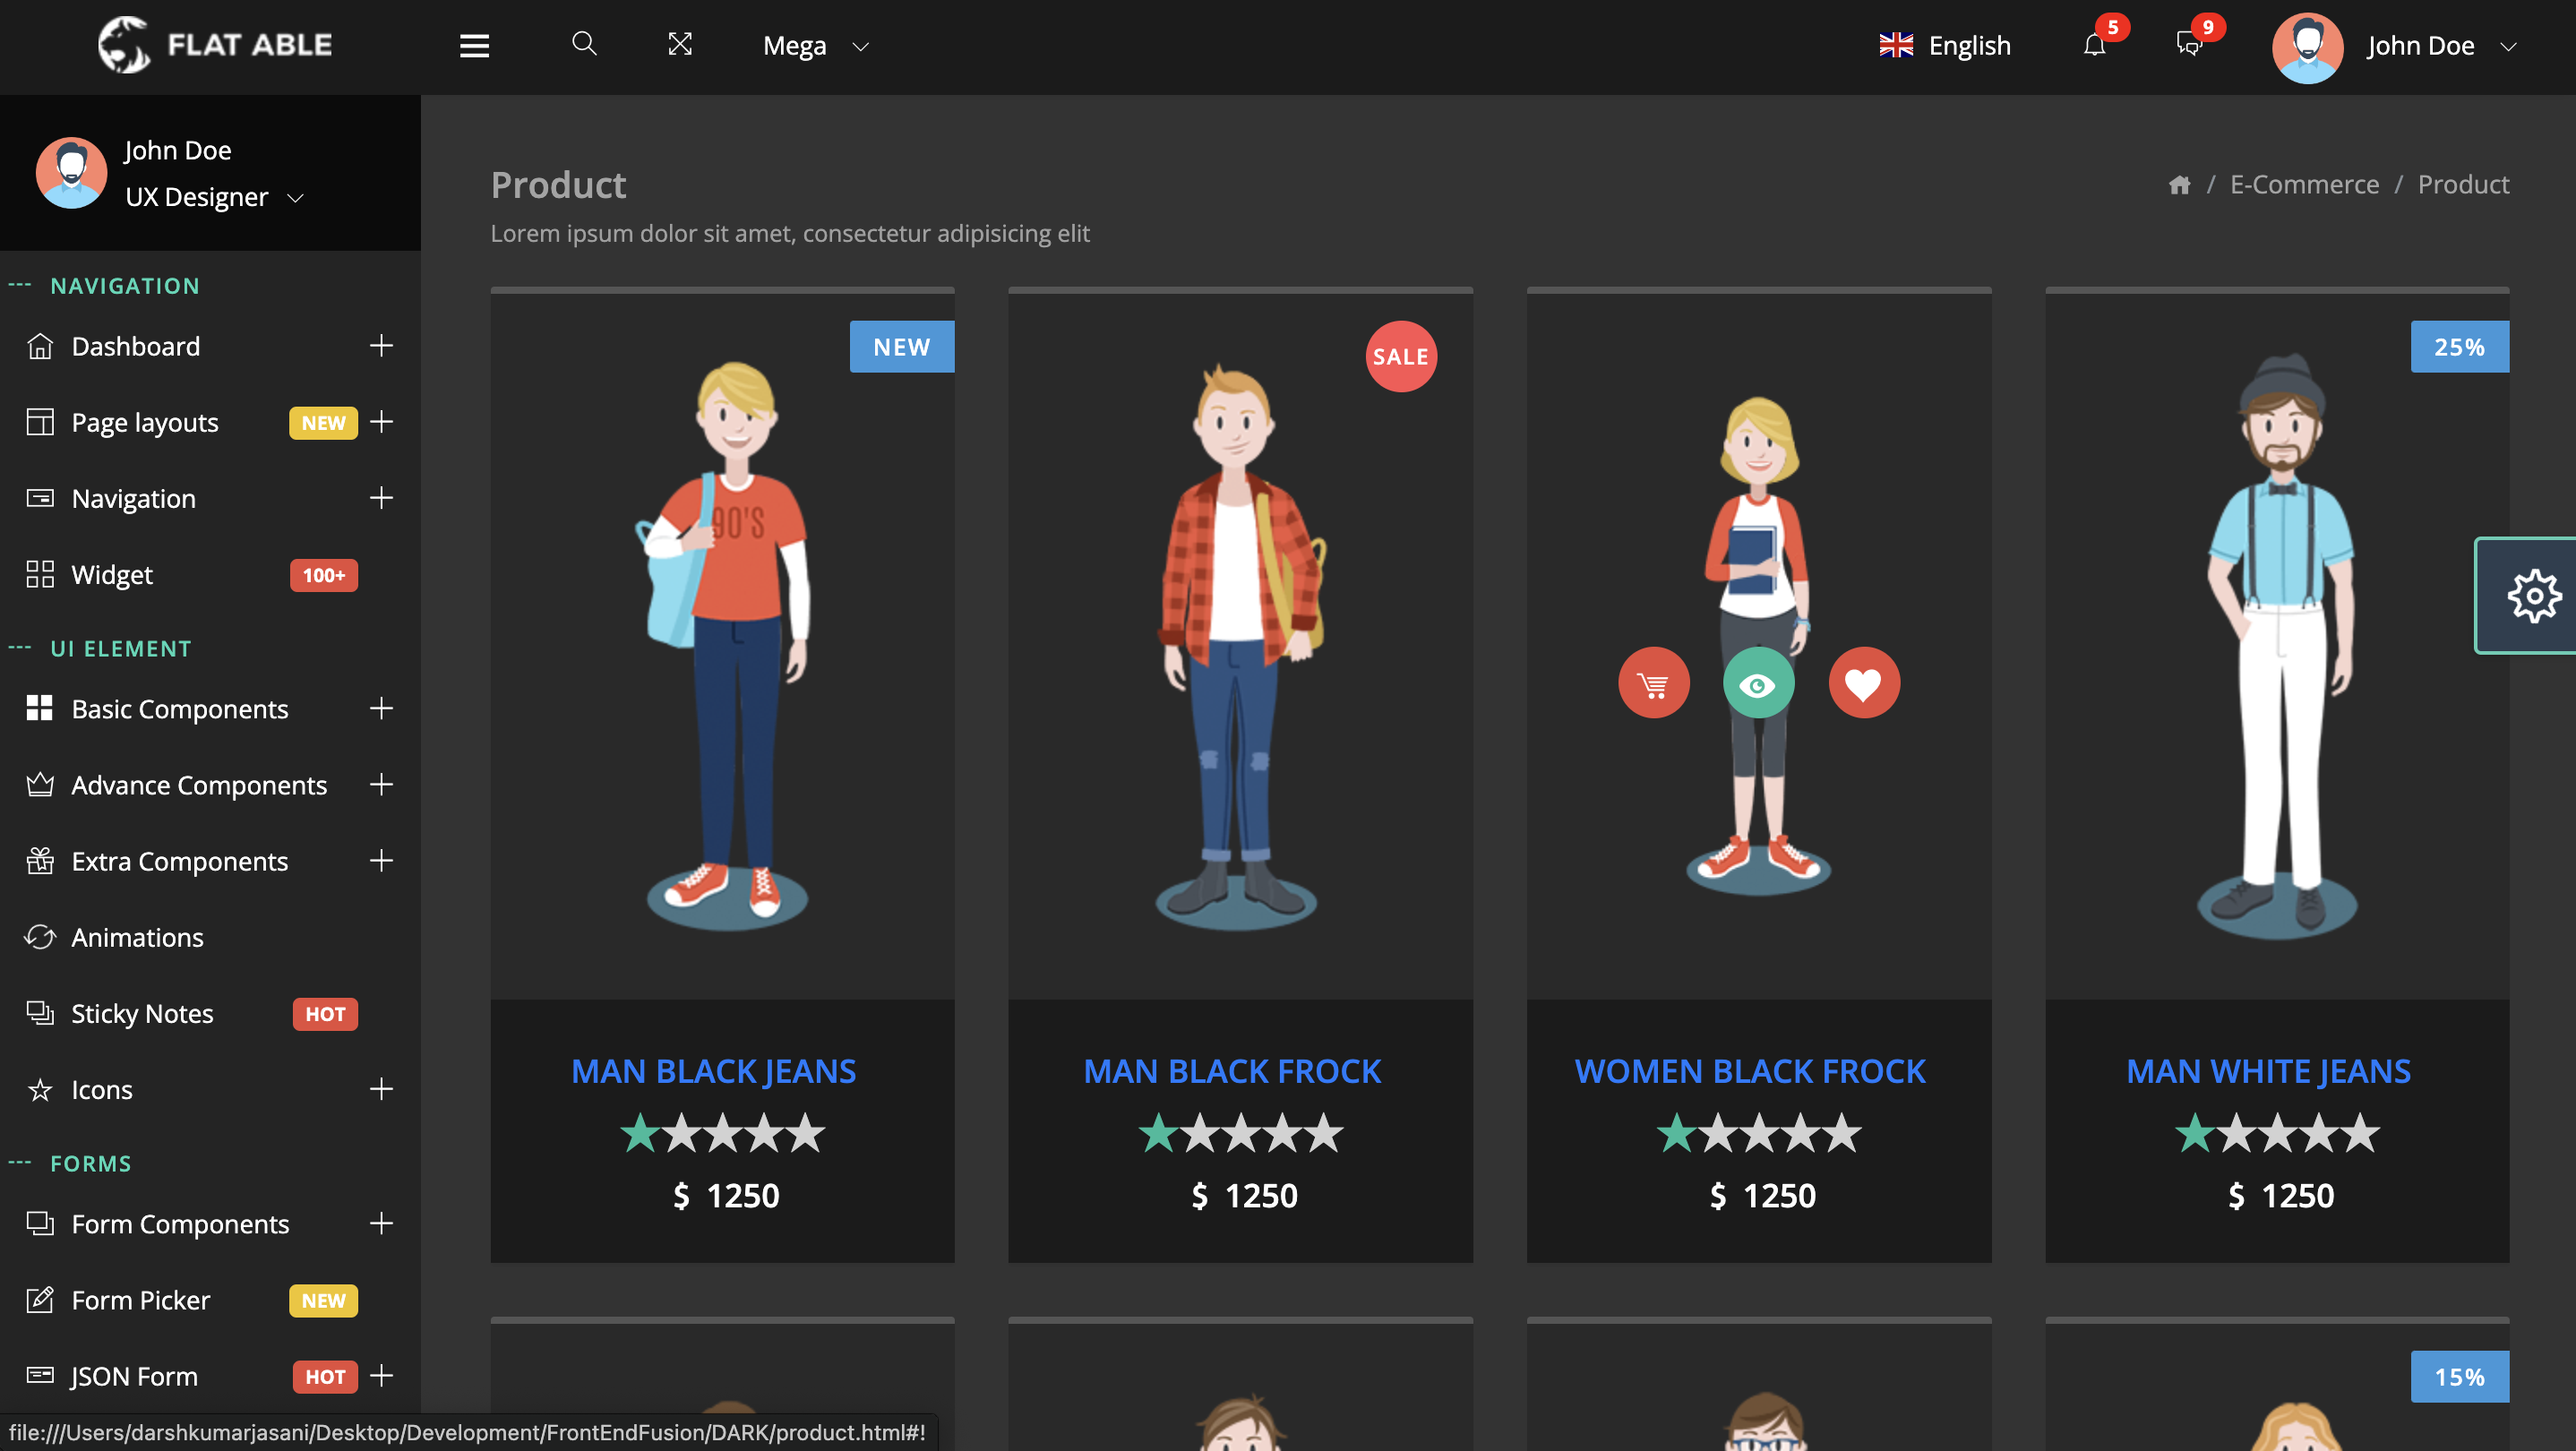 FLAT ABLE
Mega
English
5
9
John Doe
John Doe
UX Designer
--- NAVIGATION
Dashboard
Page layouts NEW
Navigation
Widget 100+
--- UI ELEMENT
Basic Components
Advance Components
Extra Components
Animations
Sticky Notes HOT
Icons
--- FORMS
Form Components
Form Picker NEW
JSON Form HOT
Product
Lorem ipsum dolor sit amet, consectetur adipisicing elit
/ E-Commerce / Product
NEW
90'S
MAN BLACK JEANS
$ 1250
SALE
MAN BLACK FROCK
$ 1250
WOMEN BLACK FROCK
$ 1250
25%
MAN WHITE JEANS
$ 1250
15%
file:///Users/darshkumarjasani/Desktop/Development/FrontEndFusion/DARK/product.html#!